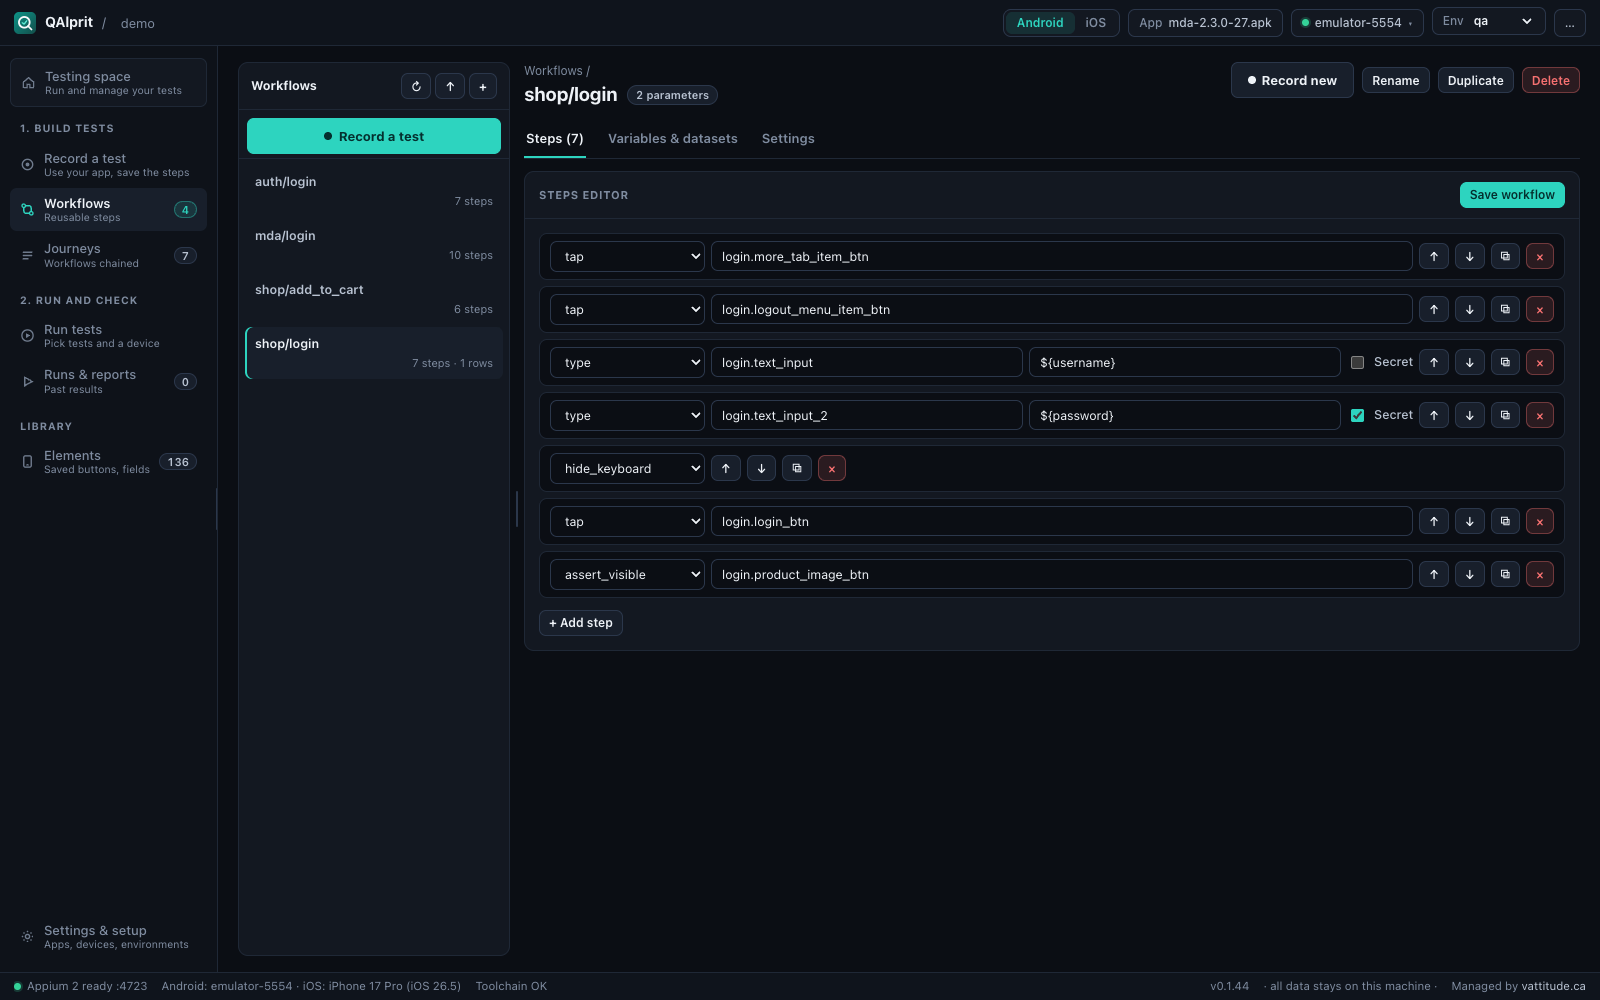 QAlprit / demo
Android iOS
App mda-2.3.0-27.apk
emulator-5554
Env qa
...
Testing space
Run and manage your tests
1. BUILD TESTS
Record a test
Use your app, save the steps
Workflows
Reusable steps
4
Journeys
Workflows chained
7
2. RUN AND CHECK
Run tests
Pick tests and a device
Runs & reports
Past results
0
LIBRARY
Elements
Saved buttons, fields
136
Settings & setup
Apps, devices, environments
Workflows
↑ +
Record a test
auth/login
7 steps
mda/login
10 steps
shop/add_to_cart
6 steps
shop/login
7 steps · 1 rows
Workflows /
shop/login 2 parameters
Record new Rename Duplicate Delete
Steps (7) Variables & datasets Settings
STEPS EDITOR Save workflow
tap login.more_tab_item_btn ↑ ↓ ×
tap login.logout_menu_item_btn ↑ ↓ ×
type login.text_input ${username} Secret ↑ ↓ ×
type login.text_input_2 ${password} Secret ↑ ↓ ×
hide_keyboard ↑ ↓ ×
tap login.login_btn ↑ ↓ ×
assert_visible login.product_image_btn ↑ ↓ ×
+ Add step
Appium 2 ready :4723 Android: emulator-5554 · iOS: iPhone 17 Pro (iOS 26.5) Toolchain OK
v0.1.44 · all data stays on this machine · Managed by vattitude.ca